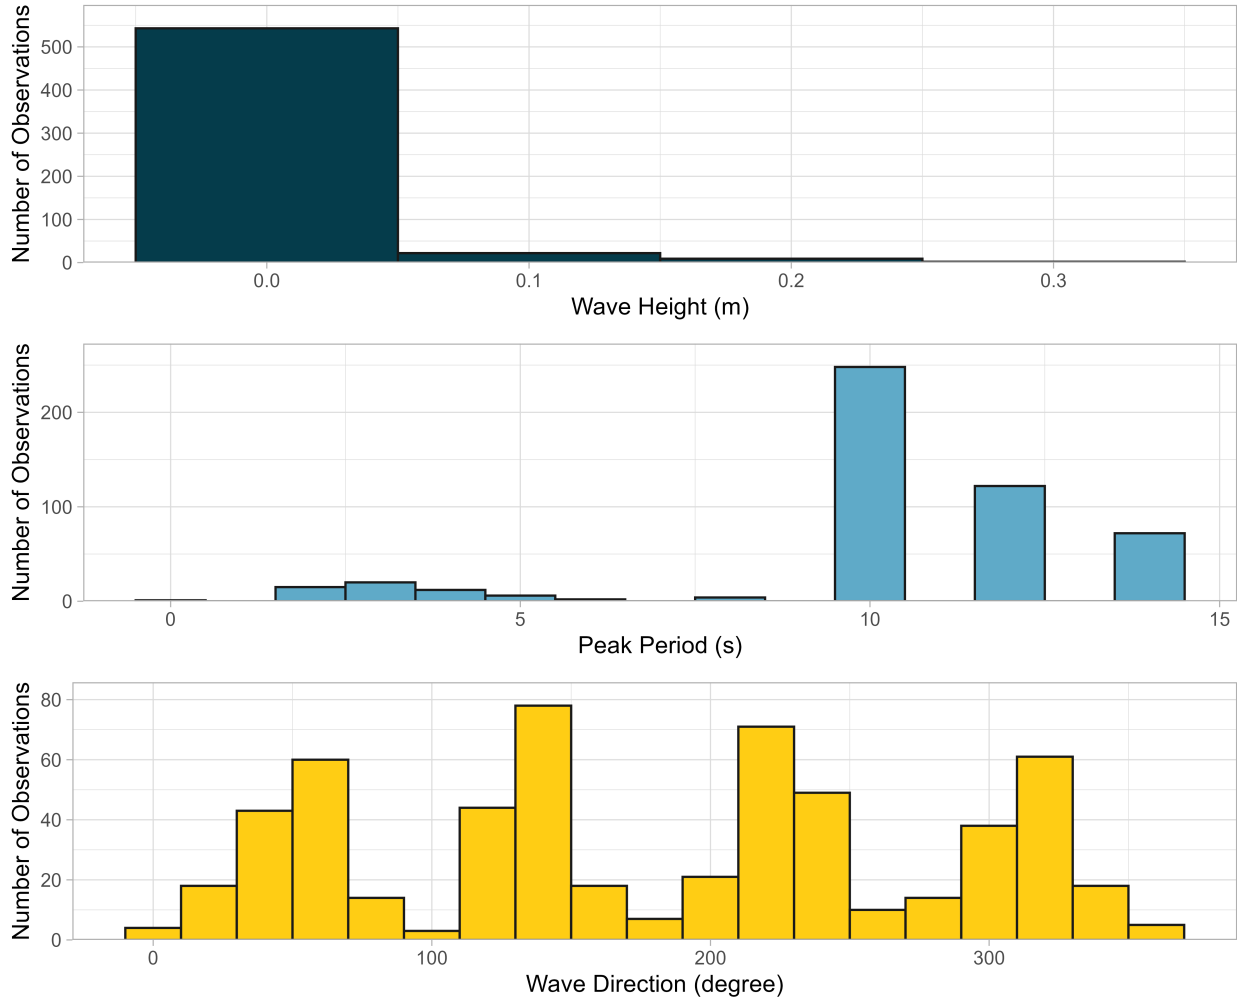 Number of Observations
500
400
300
200
100
0
0.0 0.1 0.2 0.3
Wave Height (m)
Number of Observations
200
100
0
0 5 10 15
Peak Period (s)
Number of Observations
80
60
40
20
0
0 100 200 300
Wave Direction (degree)